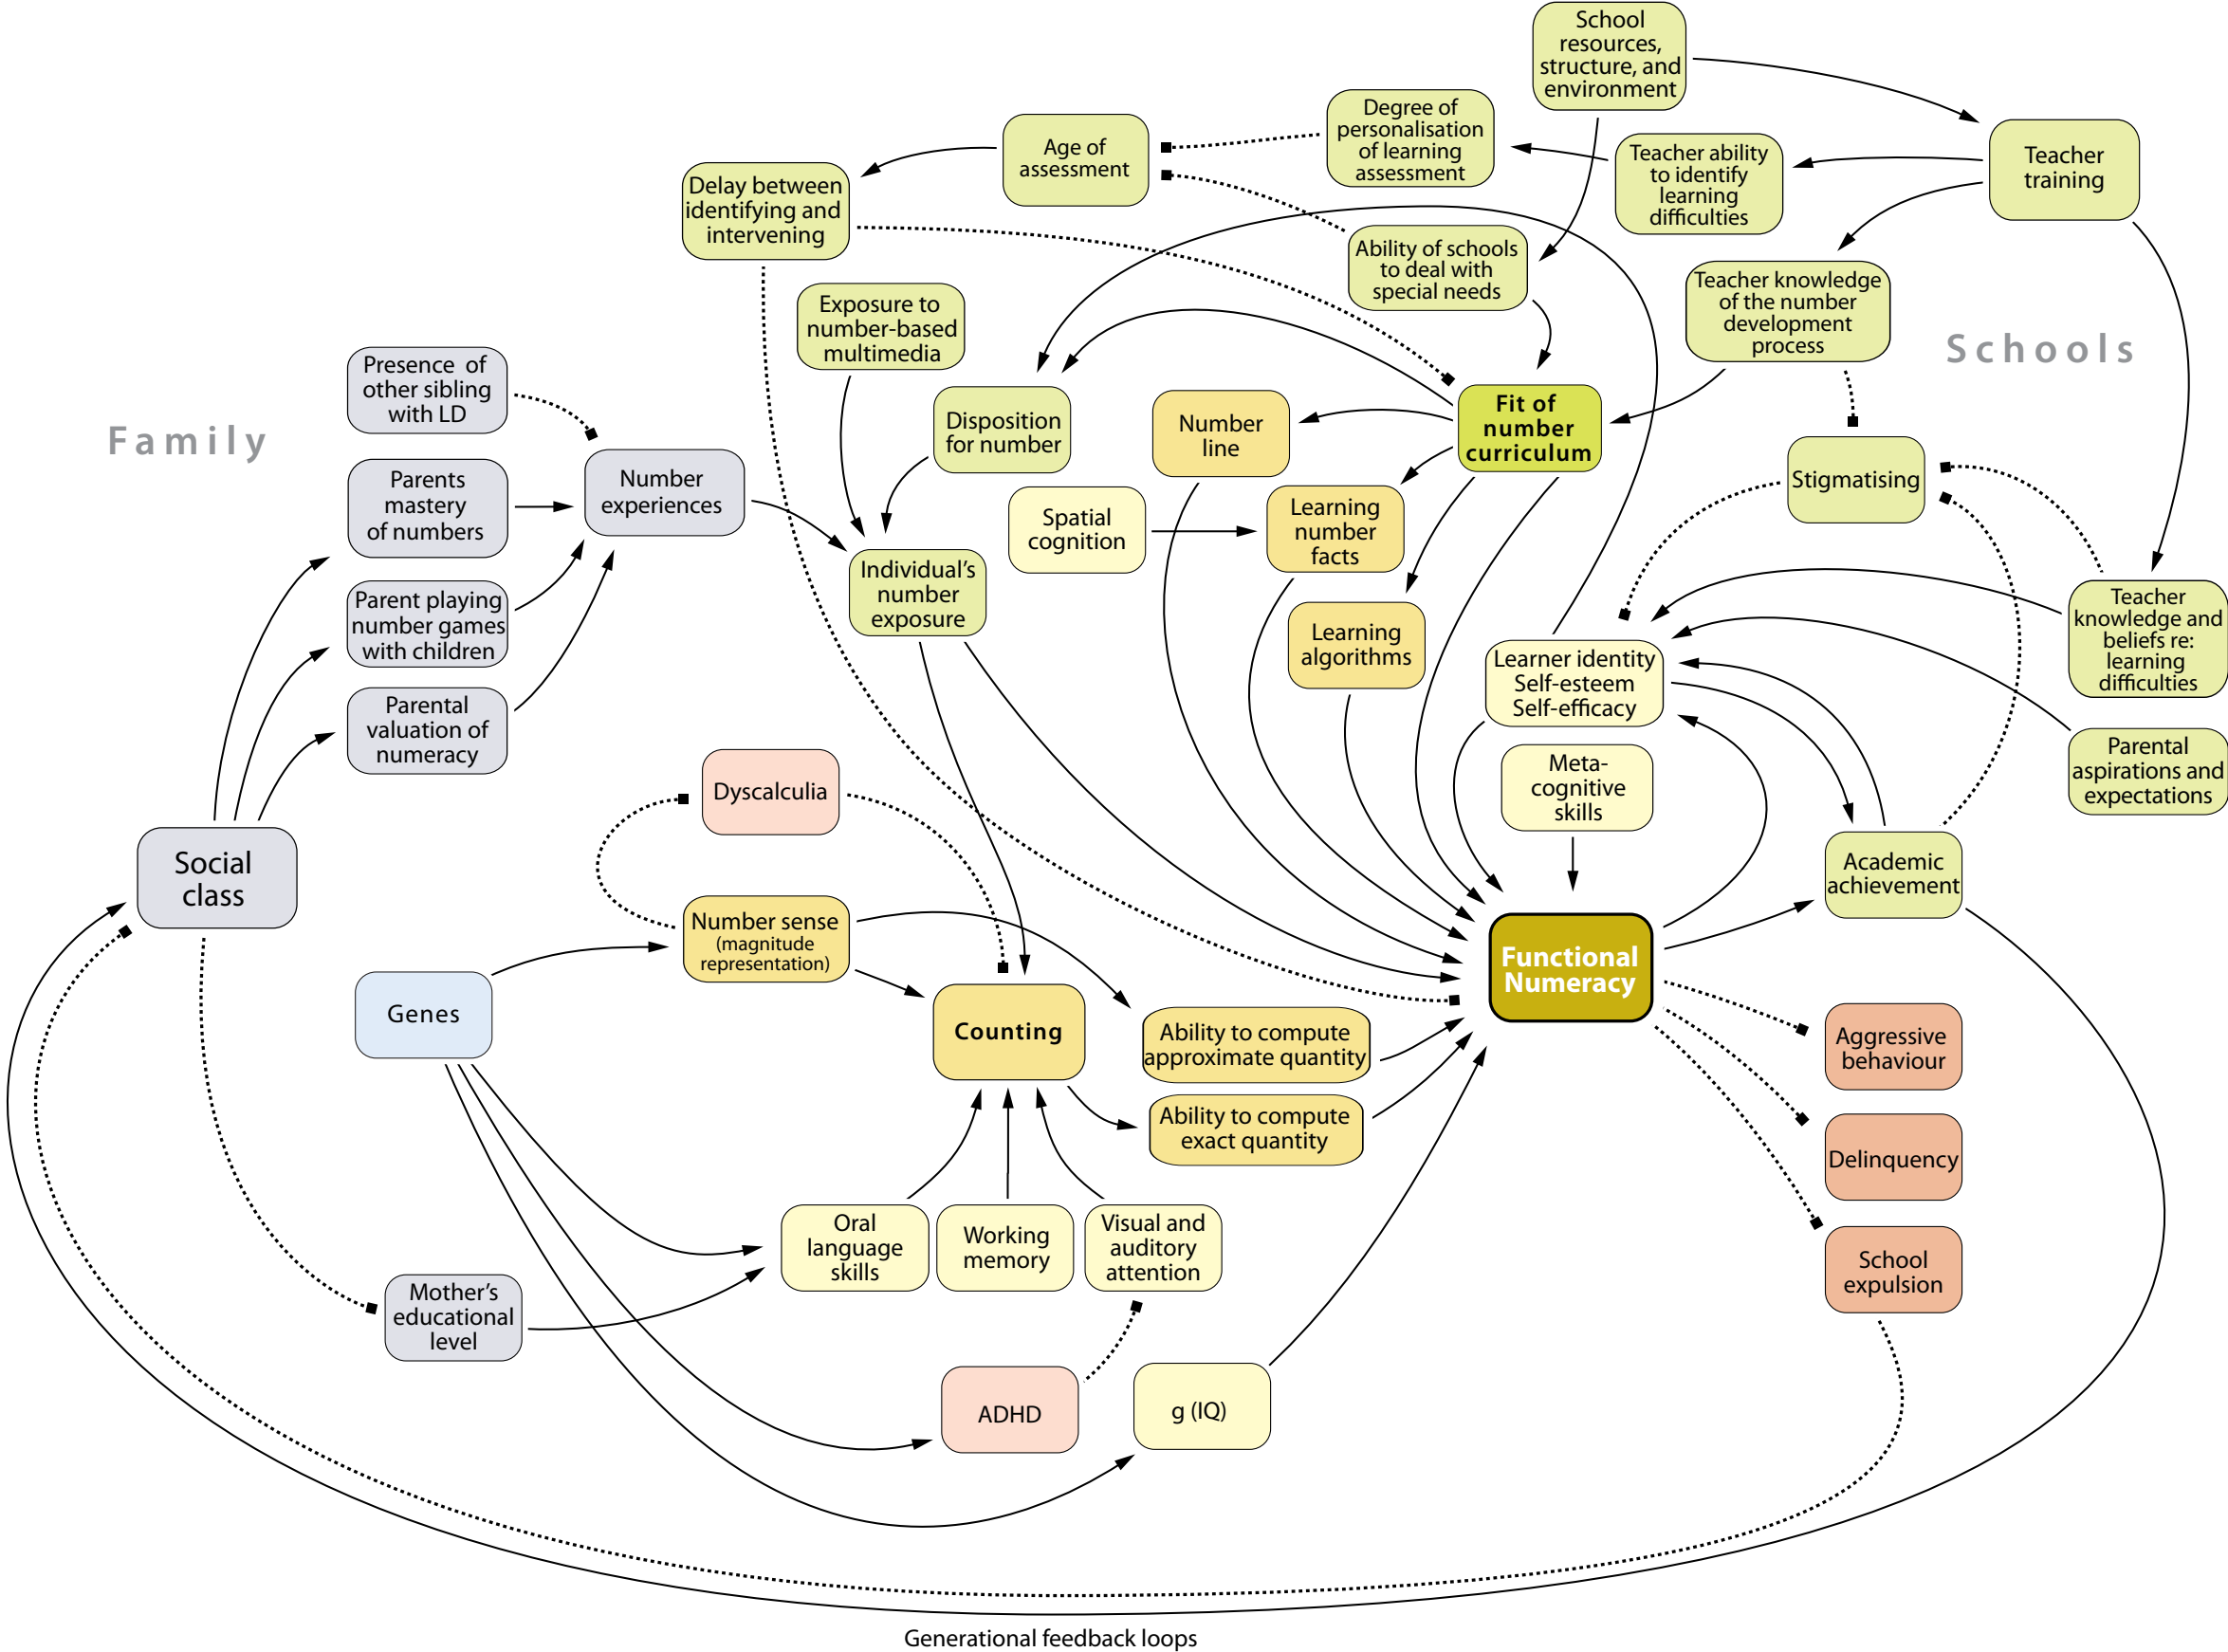 School
resources,
structure, and
environment
Degree of
personalisation
of learning
assessment
Age of
assessment
Teacher ability
to identify
learning
difficulties
Teacher
training
Delay between
identifying and
intervening
Ability of schools
to deal with
special needs
Teacher knowledge
of the number
development
process
Exposure to
number-based
multimedia
Schools
Presence of
other sibling
with LD
Family
Disposition
for number
Number
line
Fit of
number
curriculum
Stigmatising
Parents
mastery
of numbers
Number
experiences
Spatial
cognition
Learning
number
facts
Individual's
number
exposure
Parent playing
number games
with children
Learning
algorithms
Teacher
knowledge and
beliefs re:
learning
difficulties
Learner identity
Self-esteem
Self-efficacy
Parental
valuation of
numeracy
Parental
aspirations and
expectations
Dyscalculia
Meta-
cognitive
skills
Social
class
Academic
achievement
Number sense
(magnitude
representation)
Functional
Numeracy
Genes
Counting
Ability to compute
approximate quantity
Aggressive
behaviour
Ability to compute
exact quantity
Delinquency
Oral
language
skills
Working
memory
Visual and
auditory
attention
School
expulsion
Mother's
educational
level
ADHD
g (IQ)
Generational feedback loops